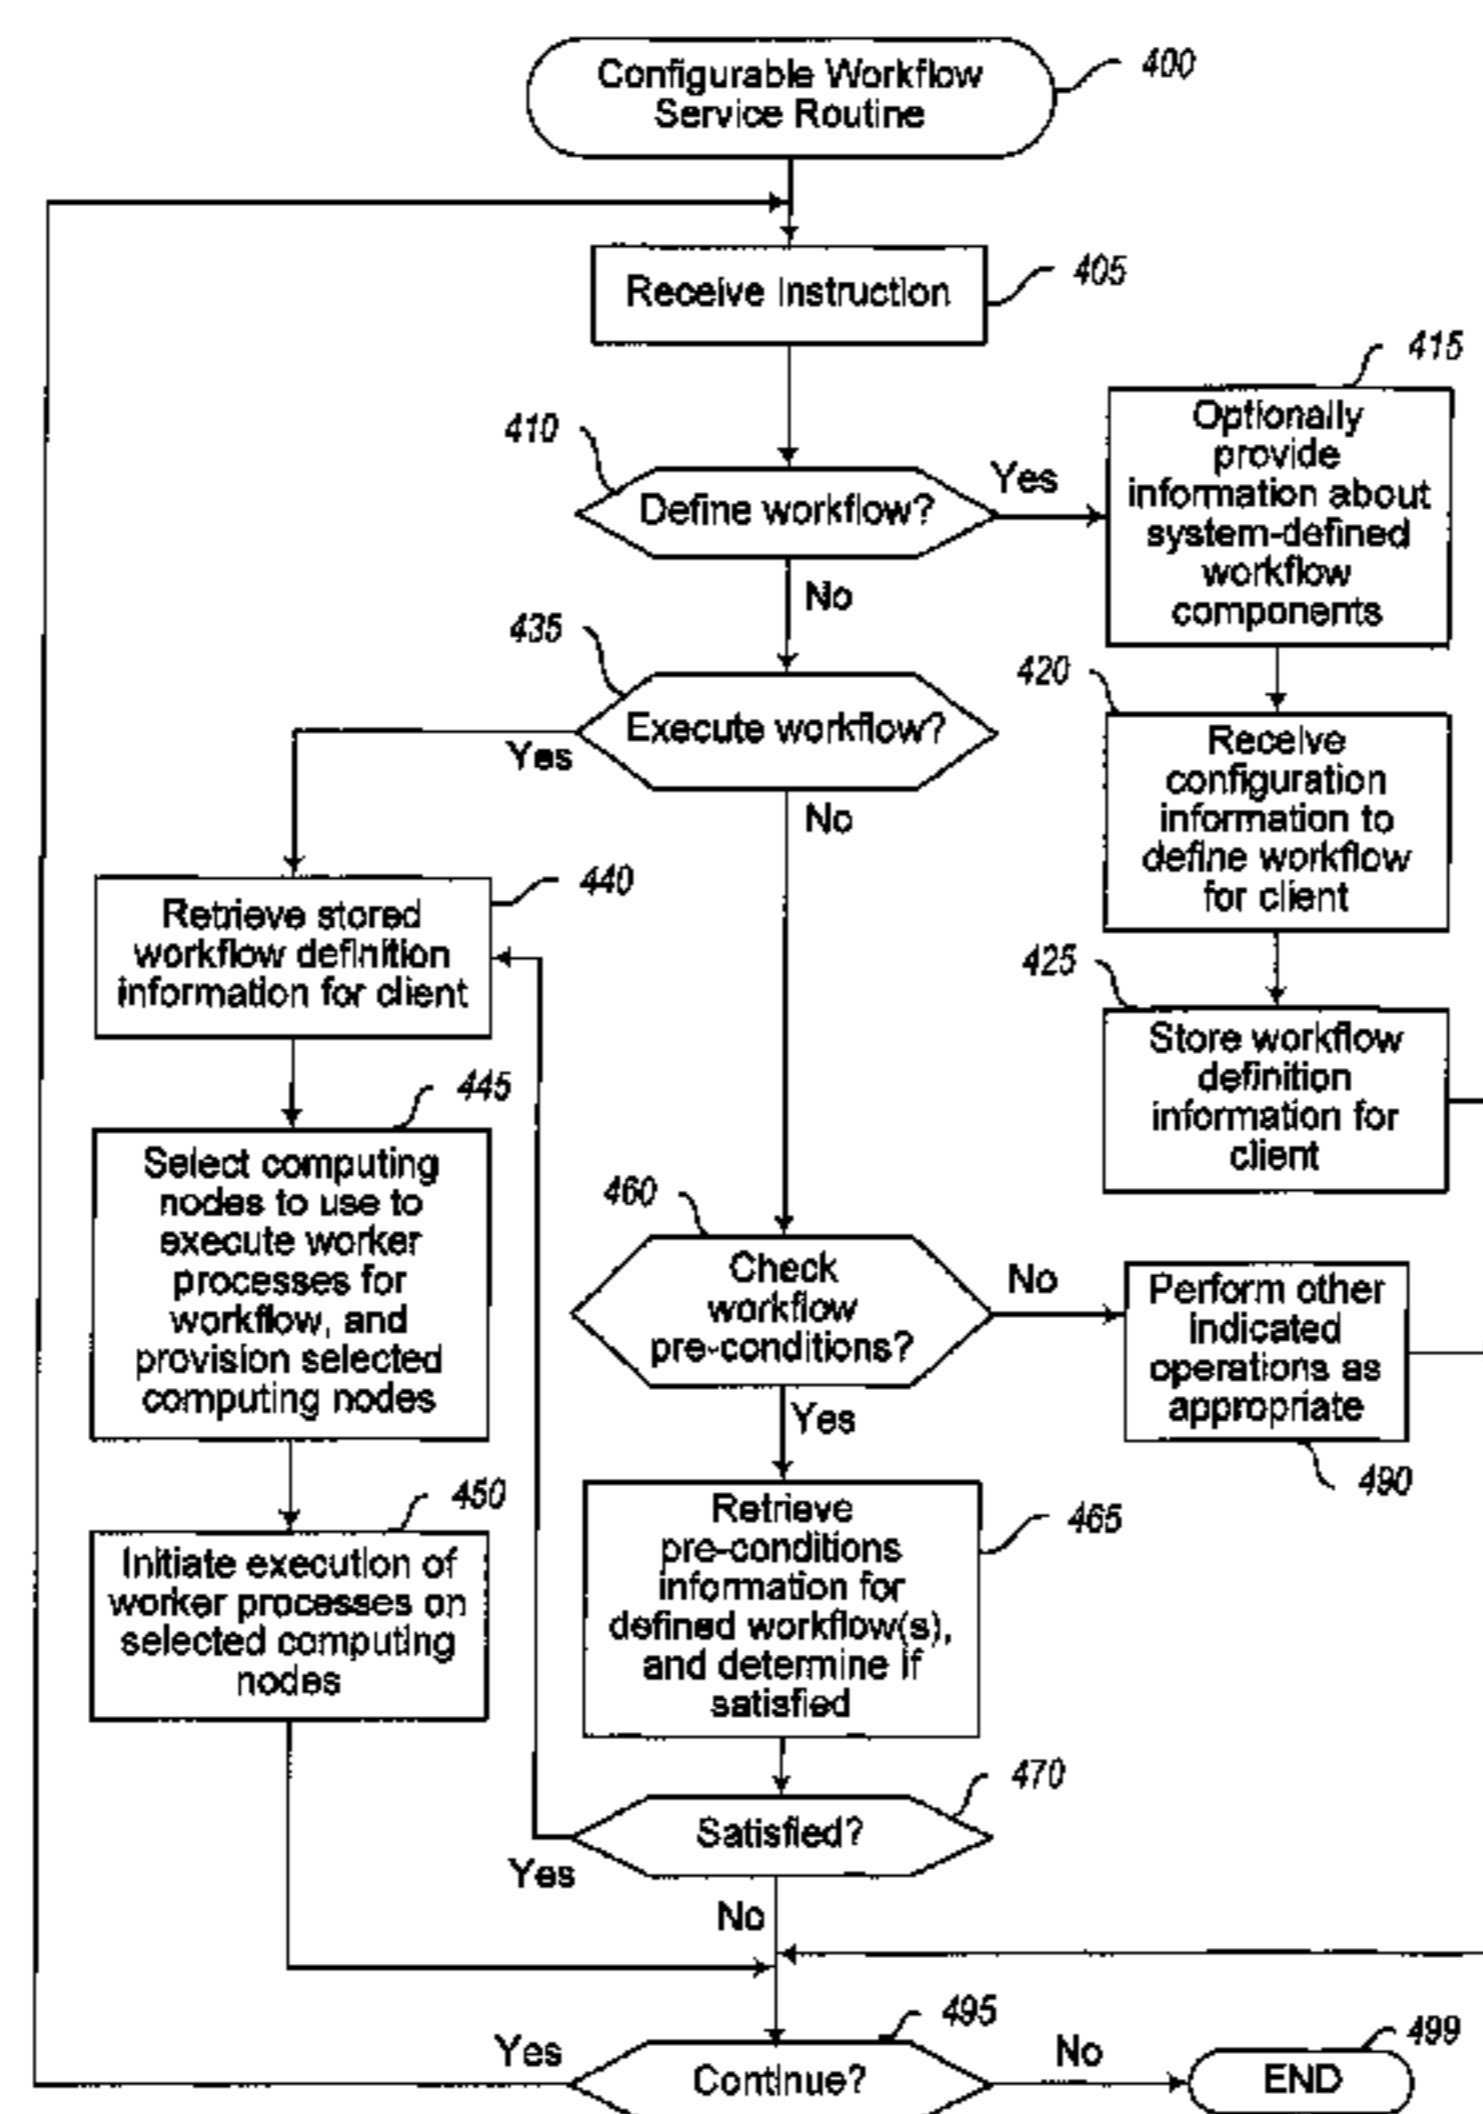 Configurable Workflow
Service Routine
400
Receive Instruction
405
410
Define workflow?
Yes
No
415
Optionally
provide
information about
system-defined
workflow
components
420
Receive
configuration
information to
define workflow
for client
425
Store workflow
definition
information for
client
435
Execute workflow?
Yes
No
440
Retrieve stored
workflow definition
information for client
445
Select computing
nodes to use to
execute worker
processes for
workflow, and
provision selected
computing nodes
450
Initiate execution of
worker processes on
selected computing
nodes
460
Check
workflow
pre-conditions?
No
Yes
Perform other
indicated
operations as
appropriate
490
465
Retrieve
pre-conditions
information for
defined workflow(s),
and determine if
satisfied
470
Satisfied?
Yes
No
495
Continue?
Yes
No
499
END